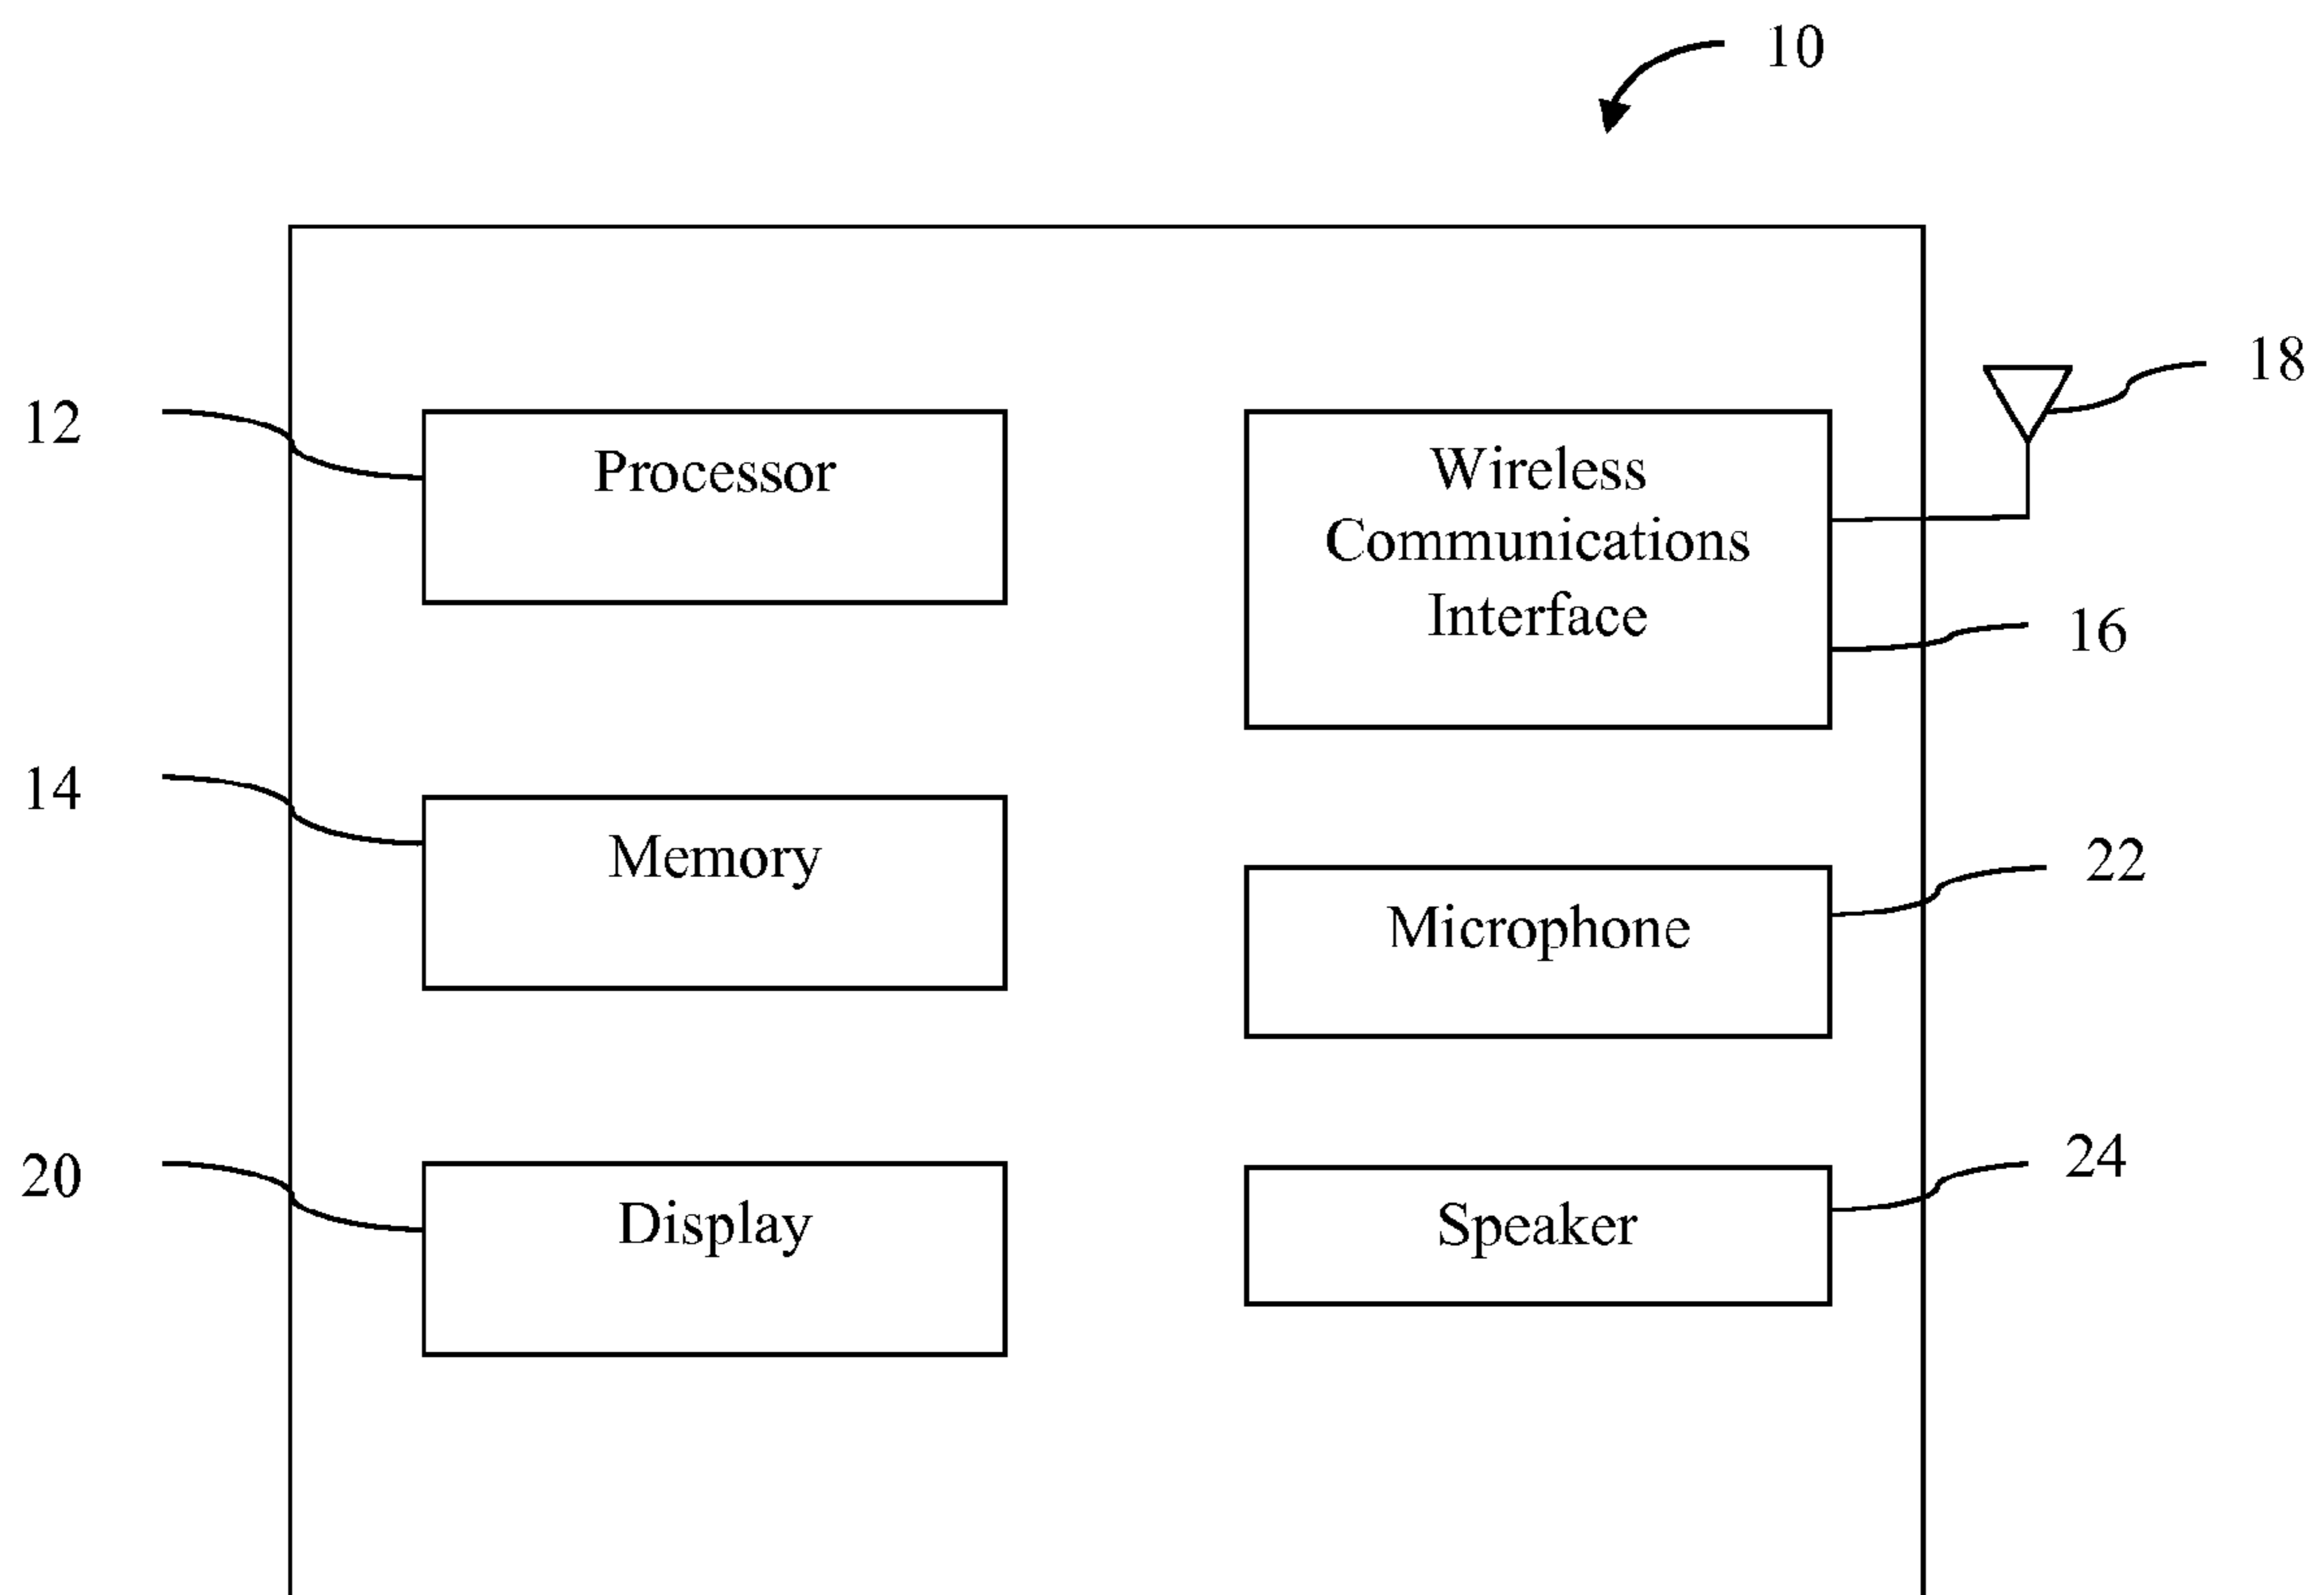 10
18
12
Processor
Wireless
Communications
Interface
16
14
Memory
22
Microphone
20
Display
24
Speaker